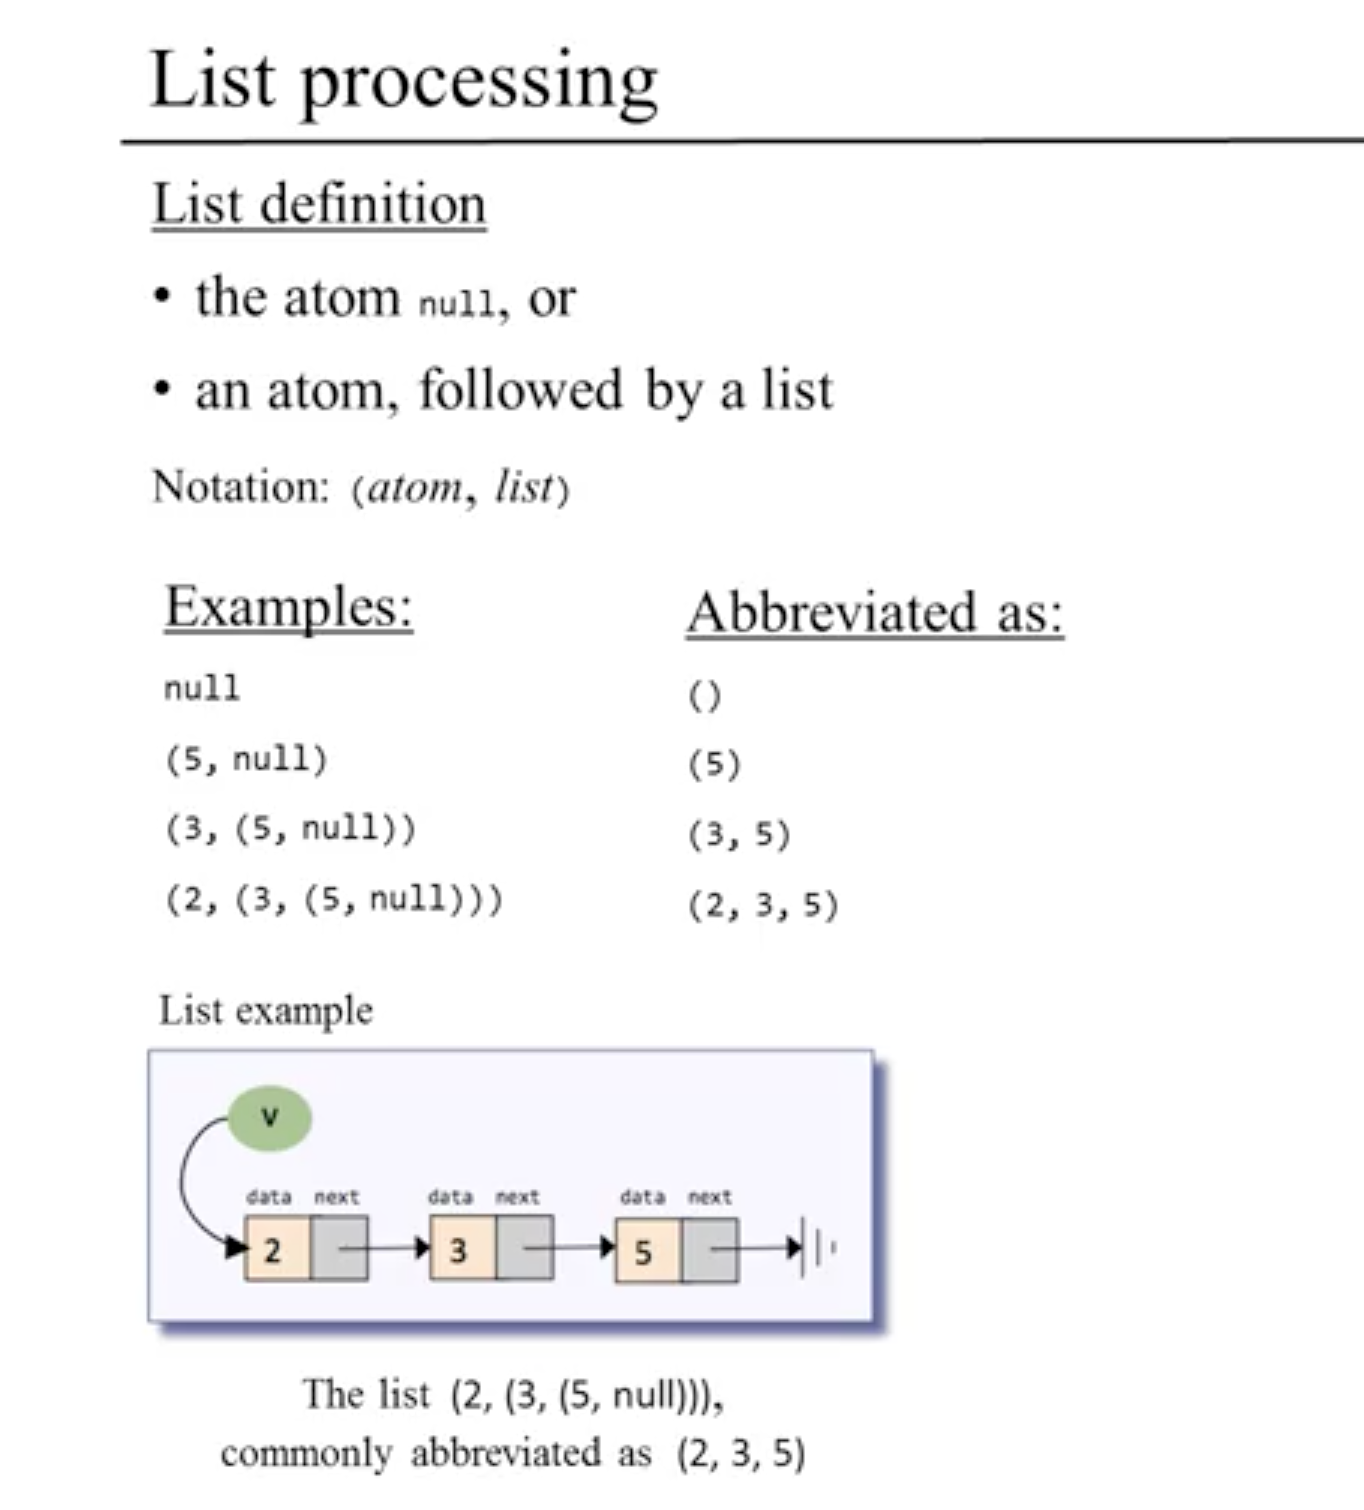 List processing
List definition
• the atom null, or
• an atom, followed by a list
Notation: (atom, list)
Examples: Abbreviated as:
null ()
(5, null) (5)
(3, (5, null)) (3, 5)
(2, (3, (5, null))) (2, 3, 5)
List example
v
data next data next data next
2 3 5
The list (2, (3, (5, null))),
commonly abbreviated as (2, 3, 5)